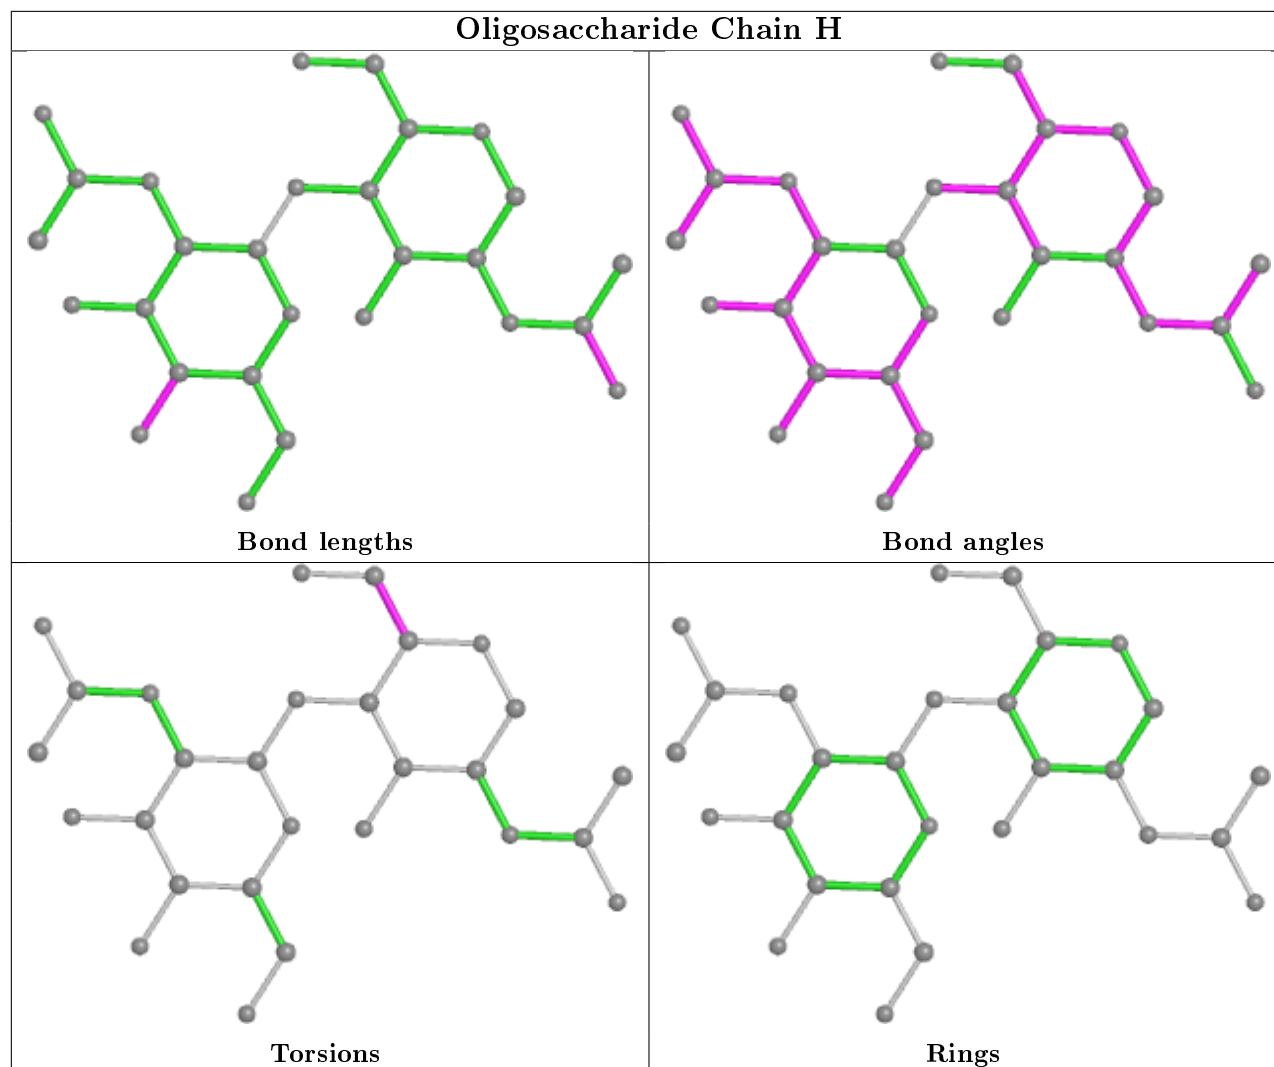 Oligosaccharide Chain H
Bond lengths
Bond angles
Torsions
Rings